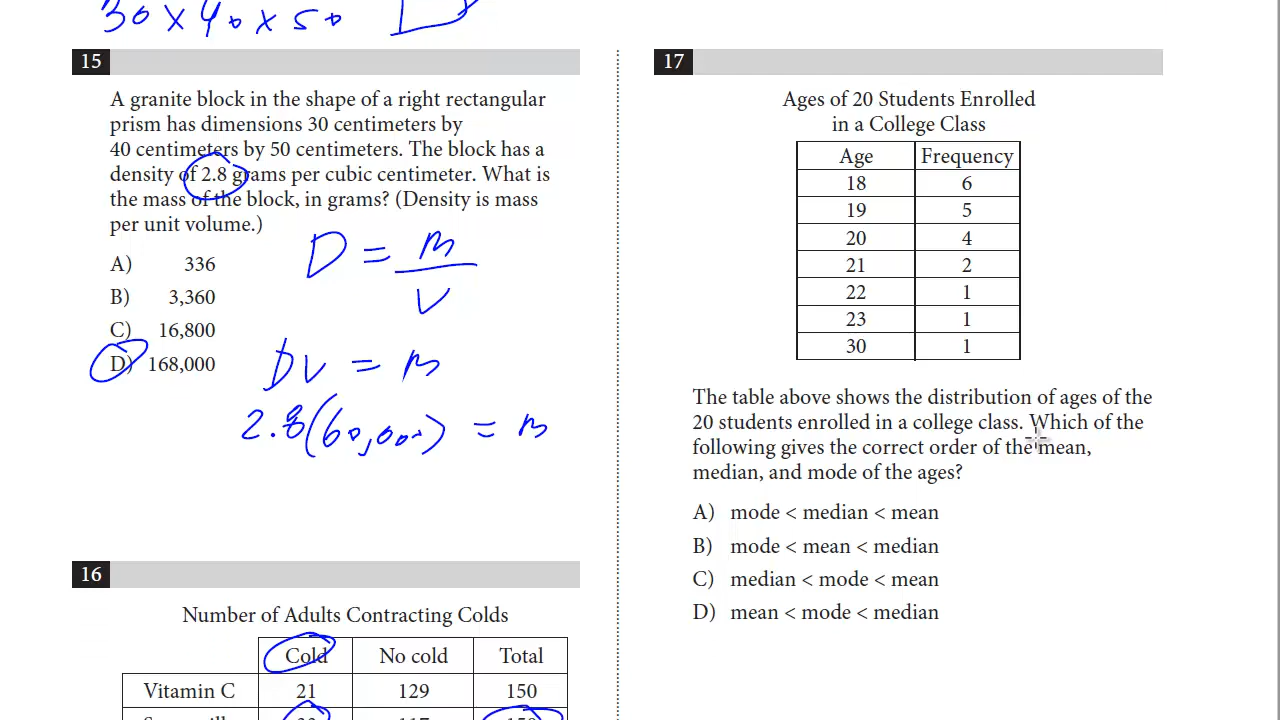 30 x 40 x 50
15
A granite block in the shape of a right rectangular
prism has dimensions 30 centimeters by
40 centimeters by 50 centimeters. The block has a
density of 2.8 grams per cubic centimeter. What is
the mass of the block, in grams? (Density is mass
per unit volume.)
A) 336
B) 3,360
C) 16,800
D) 168,000
D = m
V
DV = m
2.8(60,000) = m
16
Number of Adults Contracting Colds
Cold No cold Total
Vitamin C 21 129 150
17
Ages of 20 Students Enrolled
in a College Class
Age Frequency
18 6
19 5
20 4
21 2
22 1
23 1
30 1
The table above shows the distribution of ages of the
20 students enrolled in a college class. Which of the
following gives the correct order of the mean,
median, and mode of the ages?
A) mode < median < mean
B) mode < mean < median
C) median < mode < mean
D) mean < mode < median